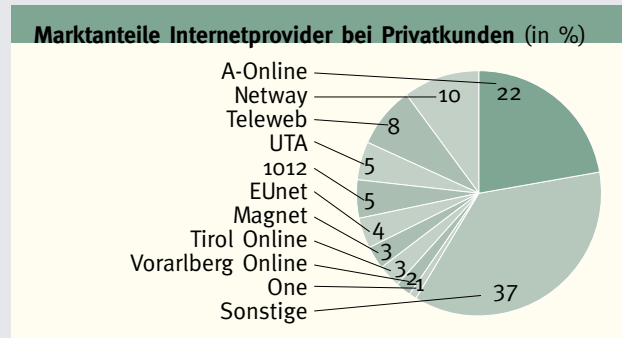 Marktanteile Internetprovider bei Privatkunden (in %)
A-Online 22
Netway 10
Teleweb 8
UTA 5
1012 5
EUnet 4
Magnet 3
Tirol Online 3
Vorarlberg Online 2
One 1
Sonstige 37